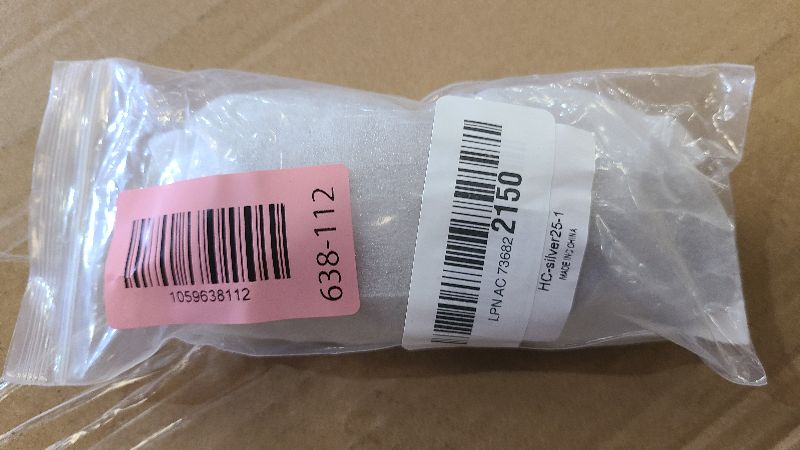 1059638112
638-112
LPN AC 73682 2150
HC-silver25-1
MADE IN CHINA